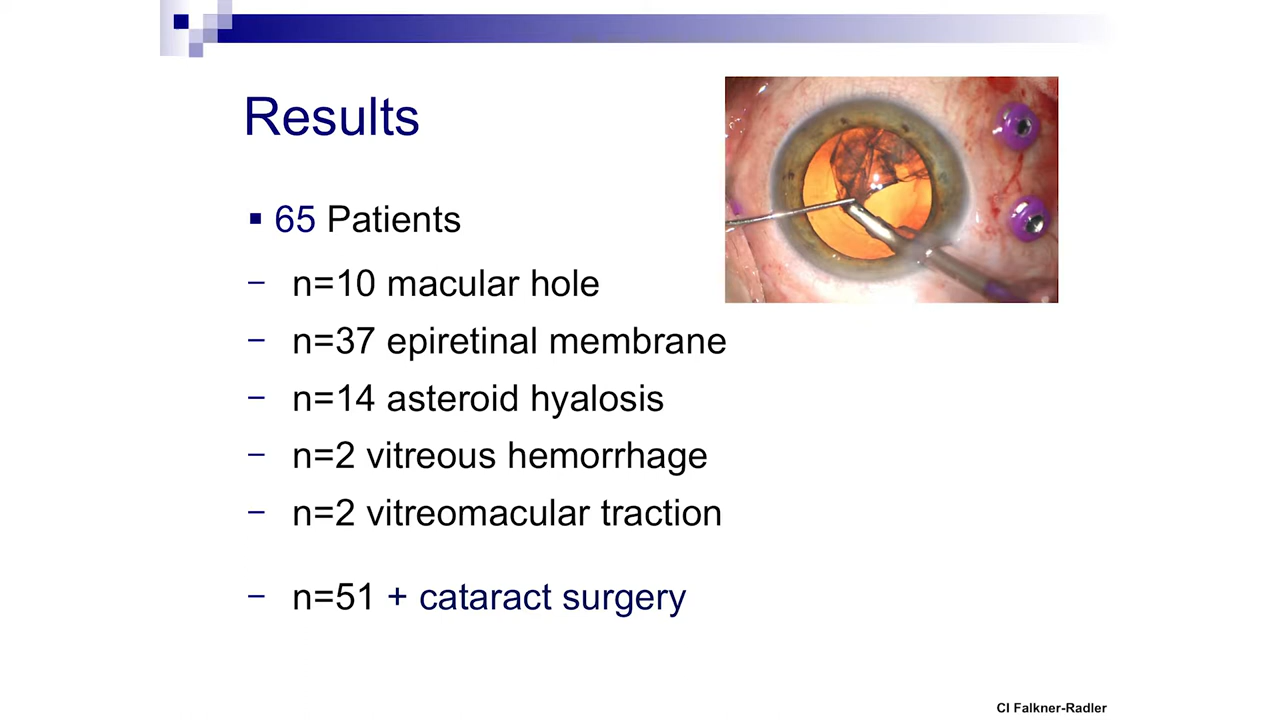 Results
▪ 65 Patients
− n=10 macular hole
− n=37 epiretinal membrane
− n=14 asteroid hyalosis
− n=2 vitreous hemorrhage
− n=2 vitreomacular traction
− n=51 + cataract surgery
CI Falkner-Radler